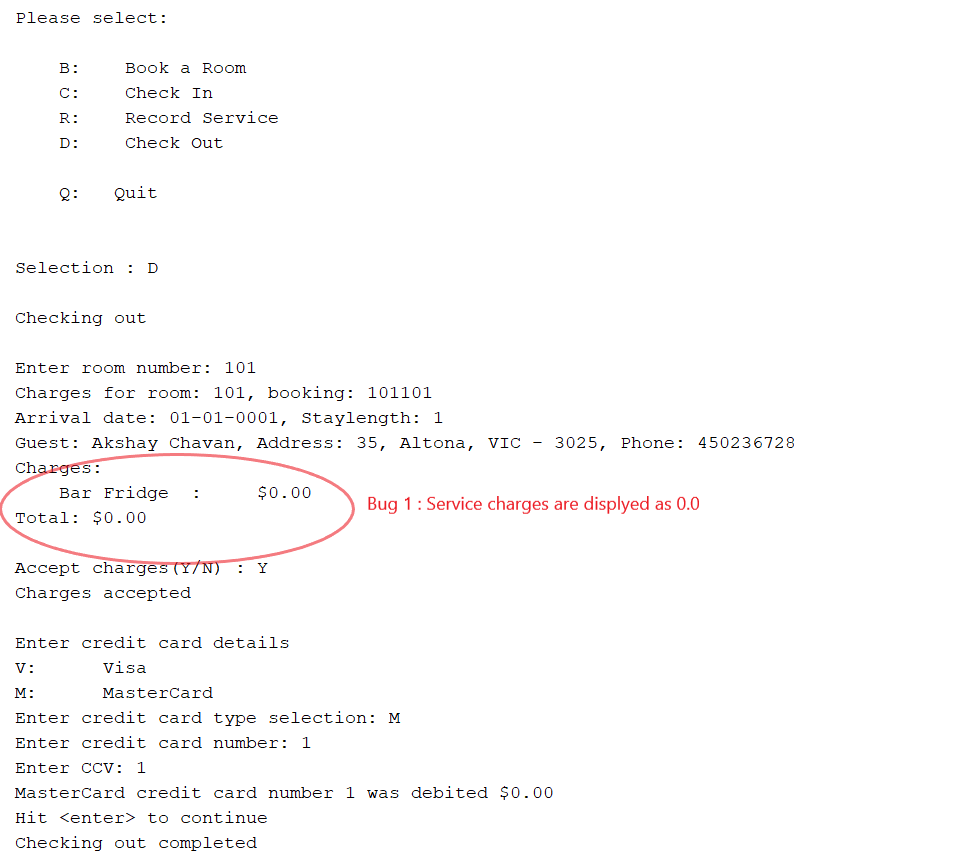 Please select:
B: Book a Room
C: Check In
R: Record Service
D: Check Out
Q: Quit
Selection : D
Checking out
Enter room number: 101
Charges for room: 101, booking: 101101
Arrival date: 01-01-0001, Staylength: 1
Guest: Akshay Chavan, Address: 35, Altona, VIC - 3025, Phone: 450236728
Charges:
Bar Fridge : $0.00
Bug 1 : Service charges are displyed as 0.0
Total: $0.00
Accept charges(Y/N) : Y
Charges accepted
Enter credit card details
V: Visa
M: MasterCard
Enter credit card type selection: M
Enter credit card number: 1
Enter CCV: 1
MasterCard credit card number 1 was debited $0.00
Hit <enter> to continue
Checking out completed